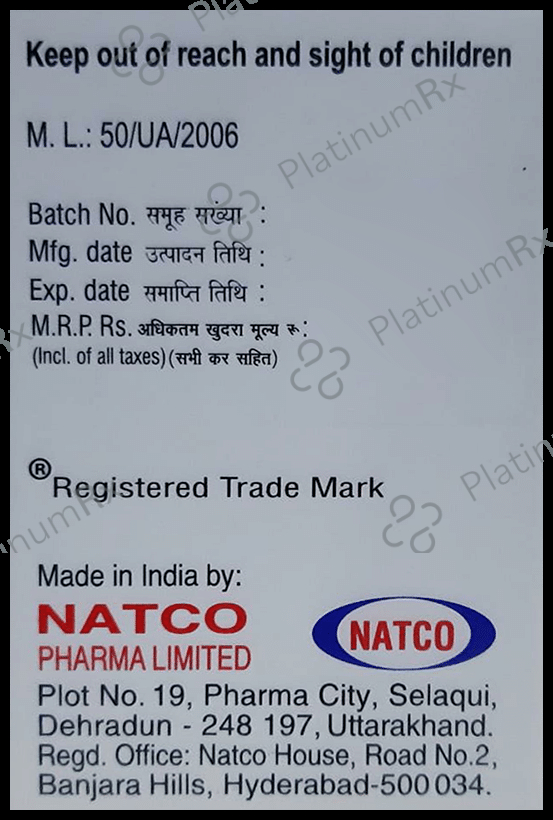 Keep out of reach and sight of children
M. L.: 50/UA/2006
Batch No. समूह संख्या :
Mfg. date उत्पादन तिथि :
Exp. date समाप्ति तिथि :
M.R.P. Rs. अधिकतम खुदरा मूल्य रू:
(Incl. of all taxes) (सभी कर सहित)
® Registered Trade Mark
Made in India by:
NATCO
PHARMA LIMITED
NATCO
Plot No. 19, Pharma City, Selaqui,
Dehradun - 248 197, Uttarakhand.
Regd. Office: Natco House, Road No.2,
Banjara Hills, Hyderabad-500 034.
PlatinumRx
PlatinumRx